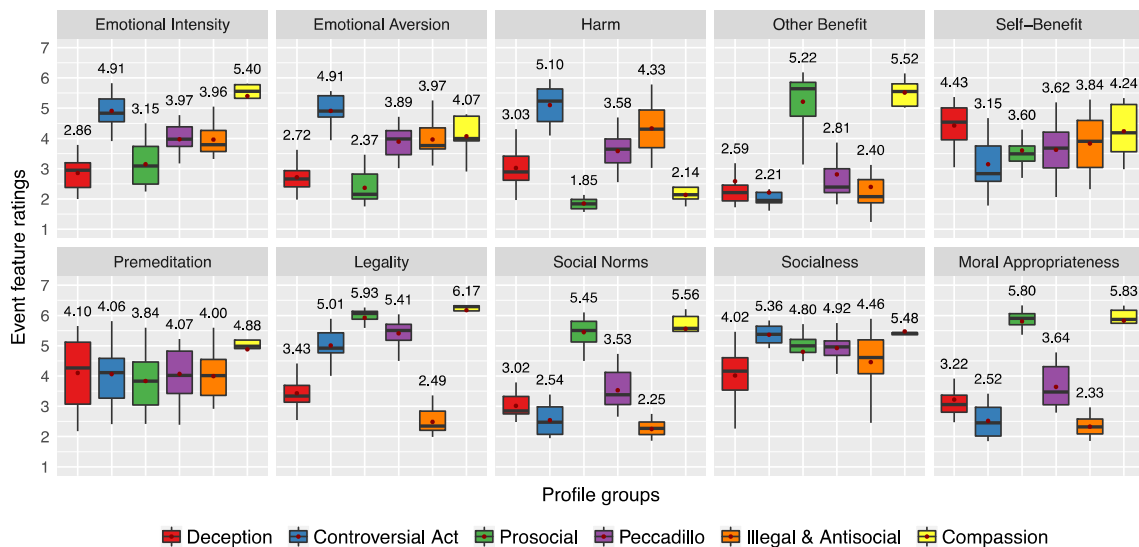 Emotional Intensity Emotional Aversion Harm Other Benefit Self−Benefit
7
6
5
4
3
2
1
2.86 4.91 3.15 3.97 3.96 5.40
2.72 4.91 2.37 3.89 3.97 4.07
3.03 5.10 1.85 3.58 4.33 2.14
2.59 2.21 5.22 2.81 2.40 5.52
4.43 3.15 3.60 3.62 3.84 4.24
Premeditation Legality Social Norms Socialness Moral Appropriateness
7
6
5
4
3
2
1
4.10 4.06 3.84 4.07 4.00 4.88
3.43 5.01 5.93 5.41 2.49 6.17
3.02 2.54 5.45 3.53 2.25 5.56
4.02 5.36 4.80 4.92 4.46 5.48
3.22 2.52 5.80 3.64 2.33 5.83
Event feature ratings
Profile groups
Deception Controversial Act Prosocial Peccadillo Illegal & Antisocial Compassion